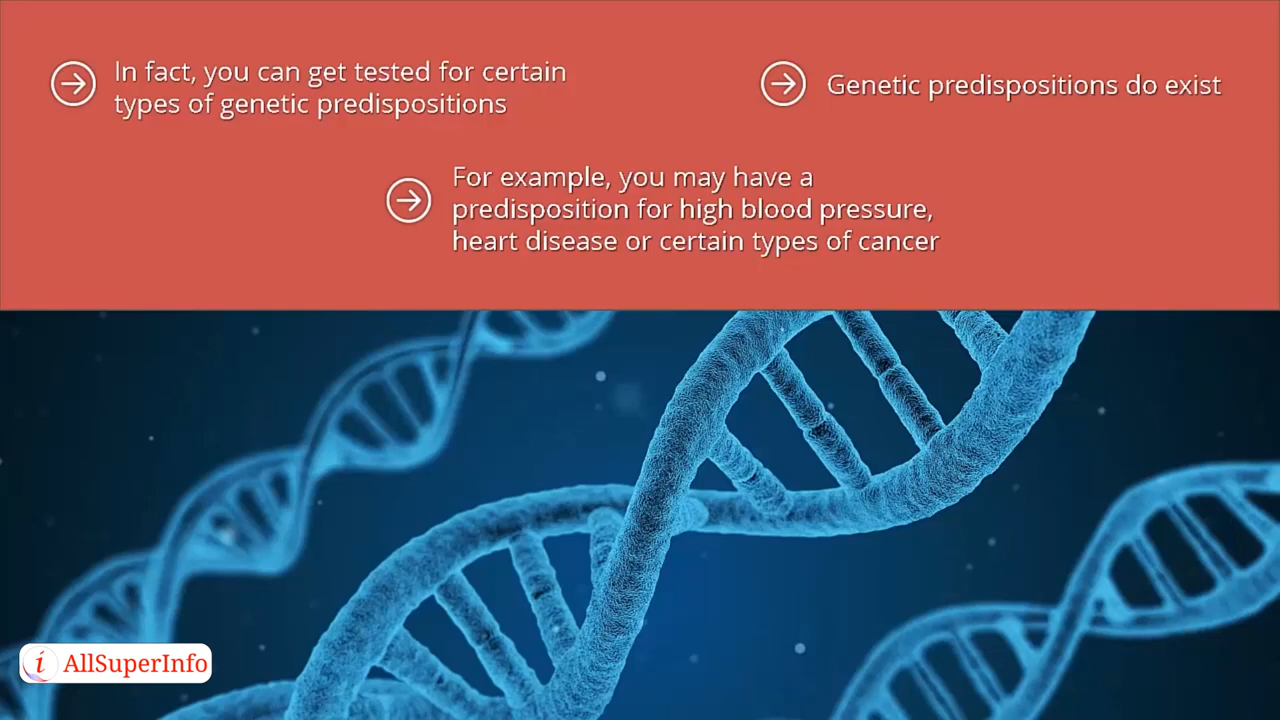 In fact, you can get tested for certain
types of genetic predispositions
Genetic predispositions do exist
For example, you may have a
predisposition for high blood pressure,
heart disease or certain types of cancer
i AllSuperInfo